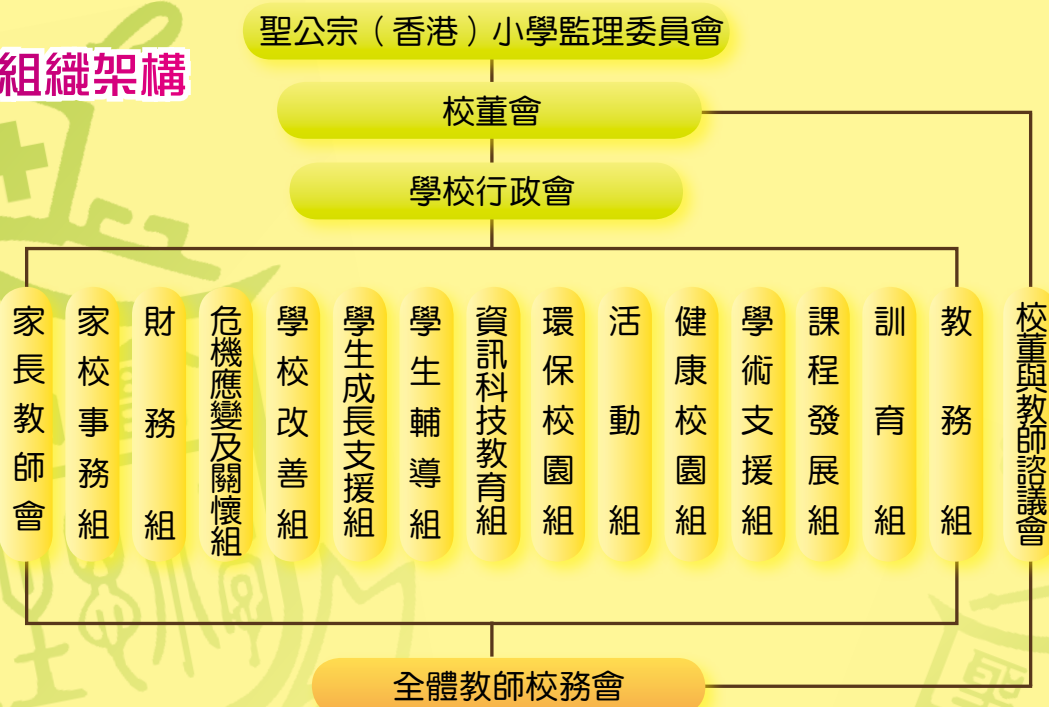 聖公宗（香港）小學監理委員會
組織架構
校董會
學校行政會
家長教師會
家校事務組
財務組
危機應變及關懷組
學校改善組
學生成長支援組
學生輔導組
資訊科技教育組
環保校園組
活動組
健康校園組
學術支援組
課程發展組
訓育組
教務組
校董與教師諮議會
全體教師校務會
聖